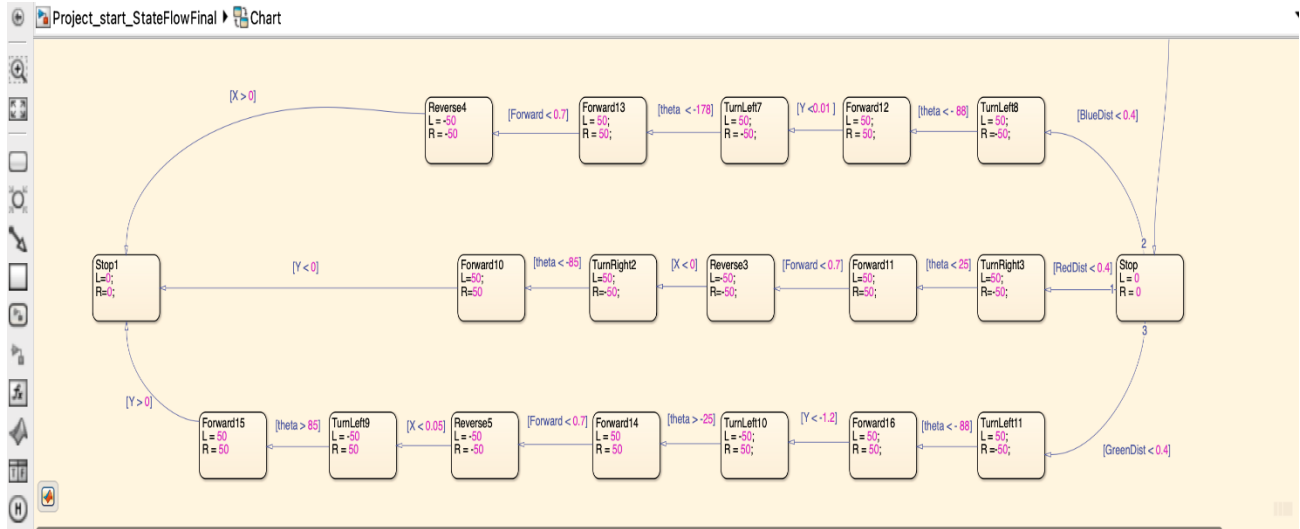 Project_start_StateFlowFinal Chart
[X > 0]
Reverse4
L = -50
R = -50
[Forward < 0.7]
Forward13
L = 50;
R = 50;
[theta < -178]
TurnLeft7
L = 50;
R = -50;
[Y <0.01 ]
Forward12
L = 50;
R = 50;
[theta < - 88]
TurnLeft8
L = 50;
R =-50;
[BlueDist < 0.4]
2
Stop1
L=0;
R=0;
[Y < 0]
Forward10
L=50;
R=50
[theta < -85]
TurnRight2
L=50;
R=-50;
[X < 0]
Reverse3
L=-50;
R=-50;
[Forward < 0.7]
Forward11
L=50;
R=50;
[theta < 25]
TurnRight3
L=50;
R=-50;
[RedDist < 0.4]
1
Stop
L = 0
R = 0
3
[Y > 0]
Forward15
L = 50
R = 50
[theta > 85]
TurnLeft9
L = -50
R = 50
[X < 0.05]
Reverse5
L = -50
R = -50
[Forward < 0.7]
Forward14
L = 50
R = 50
[theta > -25]
TurnLeft10
L = -50;
R = 50;
[Y < -1.2]
Forward16
L = 50;
R = 50;
[theta < - 88]
TurnLeft11
L = 50;
R =-50;
[GreenDist < 0.4]
fx
H